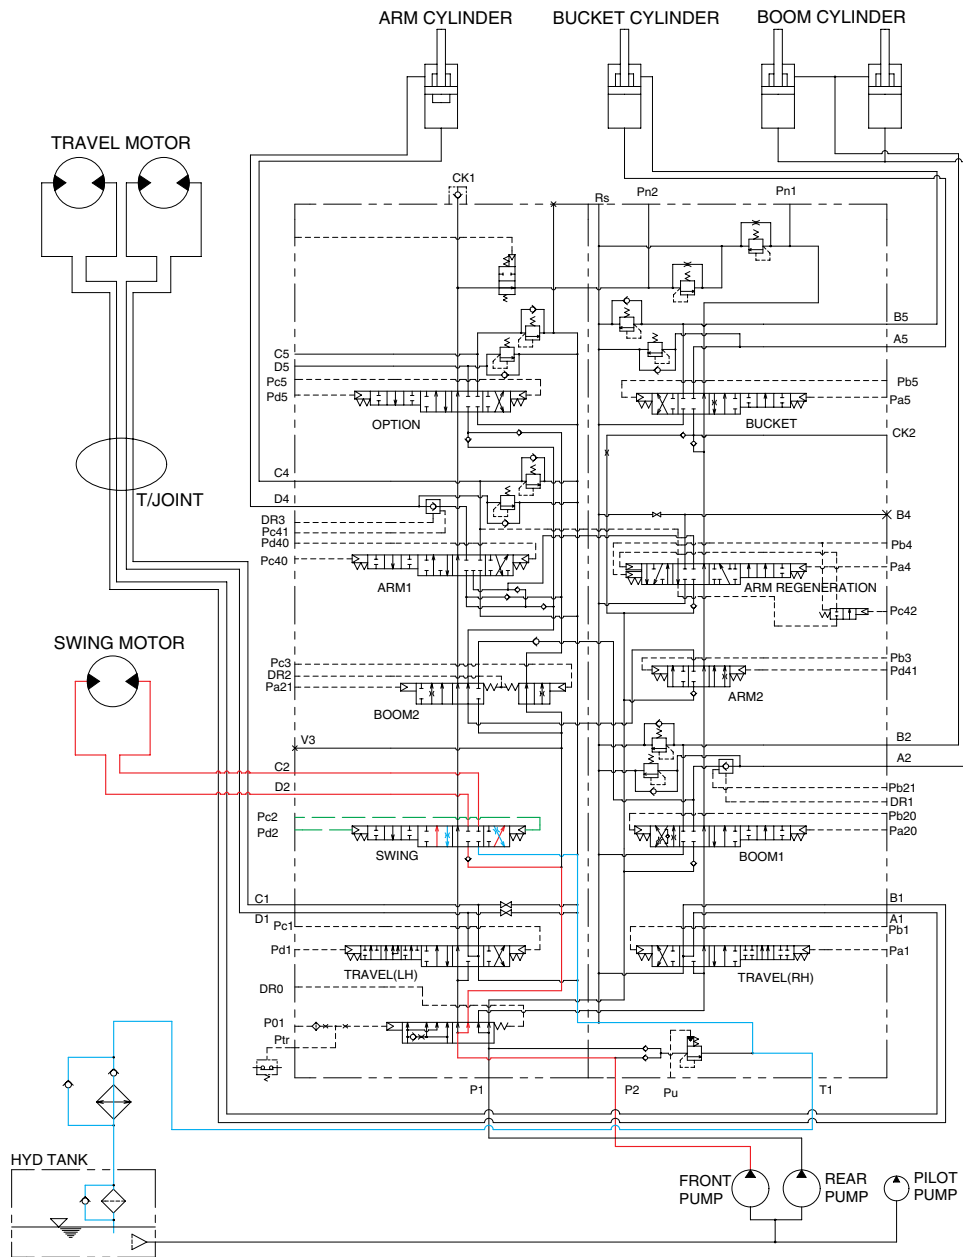 ARM CYLINDER
BUCKET CYLINDER
BOOM CYLINDER
TRAVEL MOTOR
CK1
Rs
Pn2
Pn1
B5
A5
C5
D5
Pc5
Pd5
OPTION
Pb5
Pa5
BUCKET
CK2
T/JOINT
C4
D4
DR3
Pc41
Pd40
Pc40
ARM1
B4
Pb4
Pa4
ARM REGENERATION
Pc42
SWING MOTOR
Pc3
DR2
Pa21
BOOM2
Pb3
Pd41
ARM2
V3
B2
A2
C2
D2
Pb21
DR1
Pc2
Pd2
SWING
Pb20
Pa20
BOOM1
C1
D1
Pc1
Pd1
TRAVEL(LH)
B1
A1
Pb1
Pa1
TRAVEL(RH)
DR0
P01
Ptr
P1
P2
Pu
T1
HYD TANK
FRONT
PUMP
REAR
PUMP
PILOT
PUMP